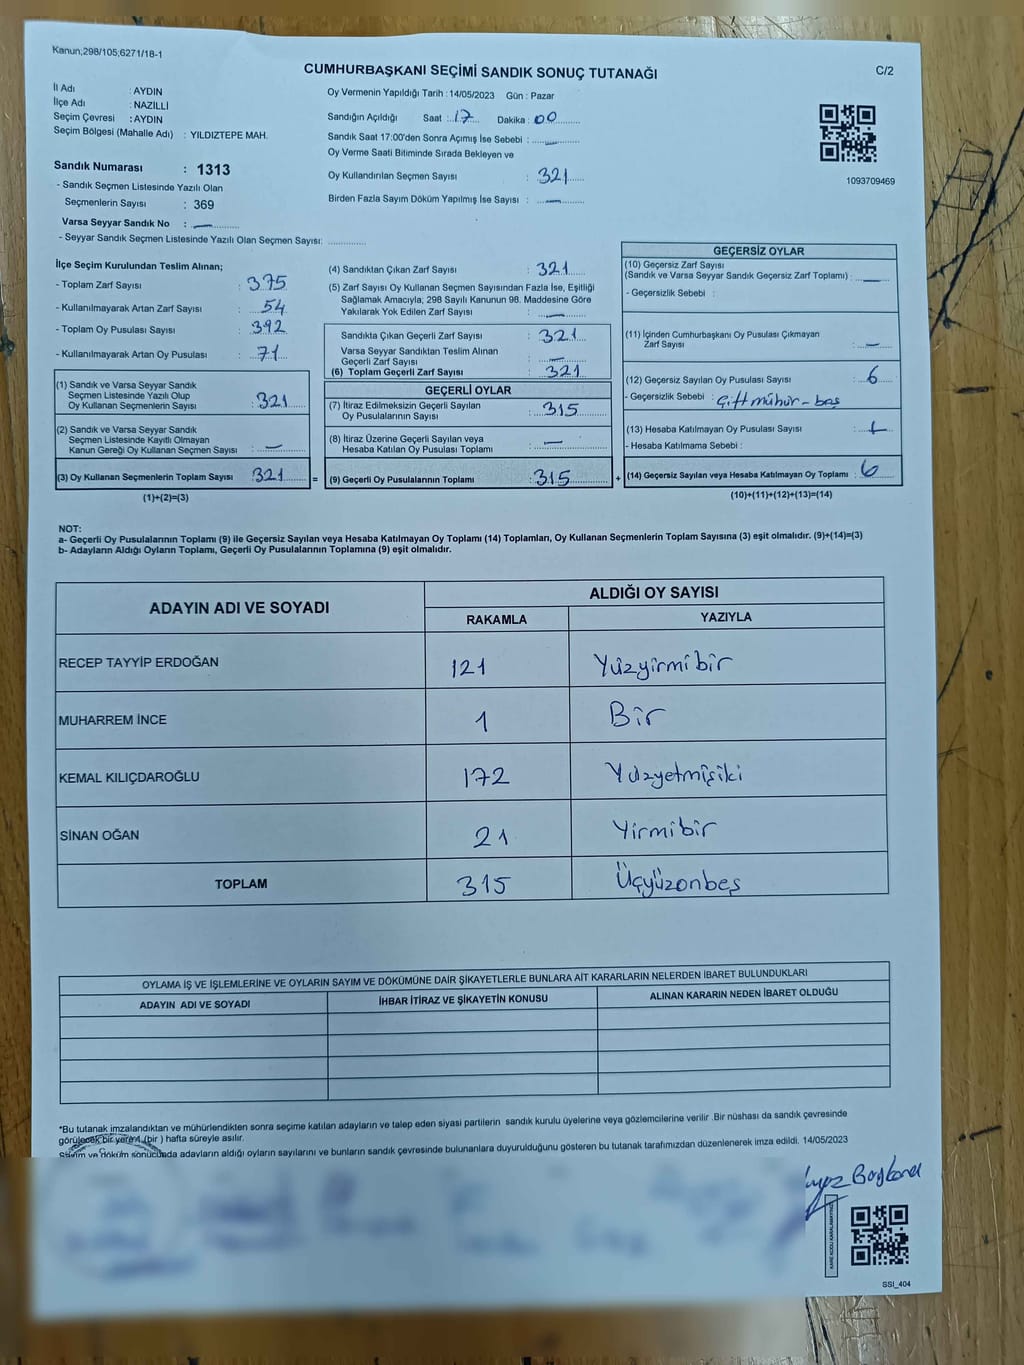 Kanun;298/105;6271/18-1
CUMHURBAŞKANI SEÇİMİ SANDIK SONUÇ TUTANAĞI
C/2
İl Adı : AYDIN
İlçe Adı : NAZİLLİ
Seçim Çevresi : AYDIN
Seçim Bölgesi (Mahalle Adı) : YILDIZTEPE MAH.
Sandık Numarası : 1313
- Sandık Seçmen Listesinde Yazılı Olan
Seçmenlerin Sayısı : 369
Varsa Seyyar Sandık No : —
- Seyyar Sandık Seçmen Listesinde Yazılı Olan Seçmen Sayısı:
Oy Vermenin Yapıldığı Tarih : 14/05/2023 Gün : Pazar
Sandığın Açıldığı Saat : 17 Dakika : 00
Sandık Saat 17:00'den Sonra Açımış İse Sebebi : —
Oy Verme Saati Bitiminde Sırada Bekleyen ve
Oy Kullandırılan Seçmen Sayısı : 321
Birden Fazla Sayım Döküm Yapılmış İse Sayısı : —
1093709469
İlçe Seçim Kurulundan Teslim Alınan;
- Toplam Zarf Sayısı : 375
- Kullanılmayarak Artan Zarf Sayısı : 54
- Toplam Oy Pusulası Sayısı : 392
- Kullanılmayarak Artan Oy Pusulası : 71
(1) Sandık ve Varsa Seyyar Sandık
Seçmen Listesinde Yazılı Olup
Oy Kullanan Seçmenlerin Sayısı : 321
(2) Sandık ve Varsa Seyyar Sandık
Seçmen Listesinde Kayıtlı Olmayan
Kanun Gereği Oy Kullanan Seçmen Sayısı : —
(3) Oy Kullanan Seçmenlerin Toplam Sayısı : 321
(1)+(2)=(3)
(4) Sandıktan Çıkan Zarf Sayısı : 321
(5) Zarf Sayısı Oy Kullanan Seçmen Sayısından Fazla İse, Eşitliği
Sağlamak Amacıyla; 298 Sayılı Kanunun 98. Maddesine Göre
Yakılarak Yok Edilen Zarf Sayısı : —
Sandıkta Çıkan Geçerli Zarf Sayısı : 321
Varsa Seyyar Sandıktan Teslim Alınan
Geçerli Zarf Sayısı : —
(6) Toplam Geçerli Zarf Sayısı : 321
GEÇERLİ OYLAR
(7) İtiraz Edilmeksizin Geçerli Sayılan
Oy Pusulalarının Sayısı : 315
(8) İtiraz Üzerine Geçerli Sayılan veya
Hesaba Katılan Oy Pusulası Toplamı : —
= (9) Geçerli Oy Pusulalarının Toplamı : 315 +
GEÇERSİZ OYLAR
(10) Geçersiz Zarf Sayısı
(Sandık ve Varsa Seyyar Sandık Geçersiz Zarf Toplamı) : —
- Geçersizlik Sebebi :
(11) İçinden Cumhurbaşkanı Oy Pusulası Çıkmayan
Zarf Sayısı : —
(12) Geçersiz Sayılan Oy Pusulası Sayısı : 6
- Geçersizlik Sebebi : Çift mühür - boş
(13) Hesaba Katılmayan Oy Pusulası Sayısı :
- Hesaba Katılmama Sebebi :
(14) Geçersiz Sayılan veya Hesaba Katılmayan Oy Toplamı : 6
(10)+(11)+(12)+(13)=(14)
NOT:
a- Geçerli Oy Pusulalarının Toplamı (9) ile Geçersiz Sayılan veya Hesaba Katılmayan Oy Toplamı (14) Toplamları, Oy Kullanan Seçmenlerin Toplam Sayısına (3) eşit olmalıdır. (9)+(14)=(3)
b- Adayların Aldığı Oyların Toplamı, Geçerli Oy Pusulalarının Toplamına (9) eşit olmalıdır.
ADAYIN ADI VE SOYADI
ALDIĞI OY SAYISI
RAKAMLA YAZIYLA
RECEP TAYYİP ERDOĞAN 121 Yüzyirmibir
MUHARREM İNCE 1 Bir
KEMAL KILIÇDAROĞLU 172 Yüzyetmişiki
SİNAN OĞAN 21 Yirmibir
TOPLAM 315 Üçyüzonbeş
OYLAMA İŞ VE İŞLEMLERİNE VE OYLARIN SAYIM VE DÖKÜMÜNE DAİR ŞİKAYETLERLE BUNLARA AİT KARARLARIN NELERDEN İBARET BULUNDUKLARI
ADAYIN ADI VE SOYADI İHBAR İTİRAZ VE ŞİKAYETİN KONUSU ALINAN KARARIN NEDEN İBARET OLDUĞU
*Bu tutanak imzalandıktan ve mühürlendikten sonra seçime katılan adayların ve talep eden siyasi partilerin sandık kurulu üyelerine veya gözlemcilerine verilir .Bir nüshası da sandık çevresinde
görülecek bir yere 1 (bir ) hafta süreyle asılır.
Sayım ve döküm sonucunda adayların aldığı oyların sayılarını ve bunların sandık çevresinde bulunanlara duyurulduğunu gösteren bu tutanak tarafımızdan düzenlenerek imza edildi. 14/05/2023
SSI_404